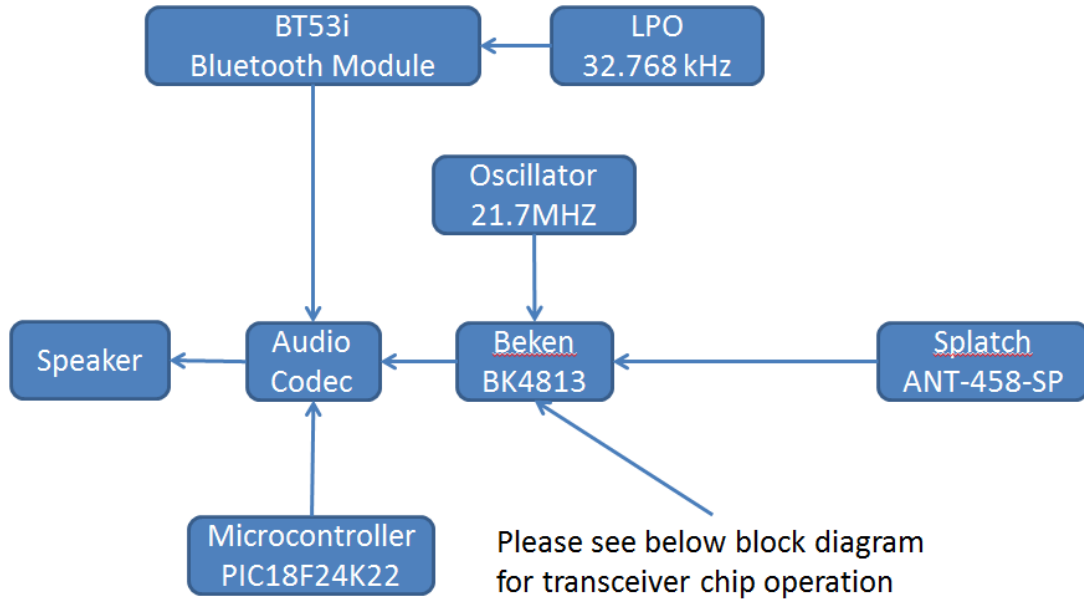 BT53i
Bluetooth Module
LPO
32.768 kHz
Oscillator
21.7MHZ
Speaker
Audio
Codec
Beken
BK4813
Splatch
ANT-458-SP
Microcontroller
PIC18F24K22
Please see below block diagram
for transceiver chip operation